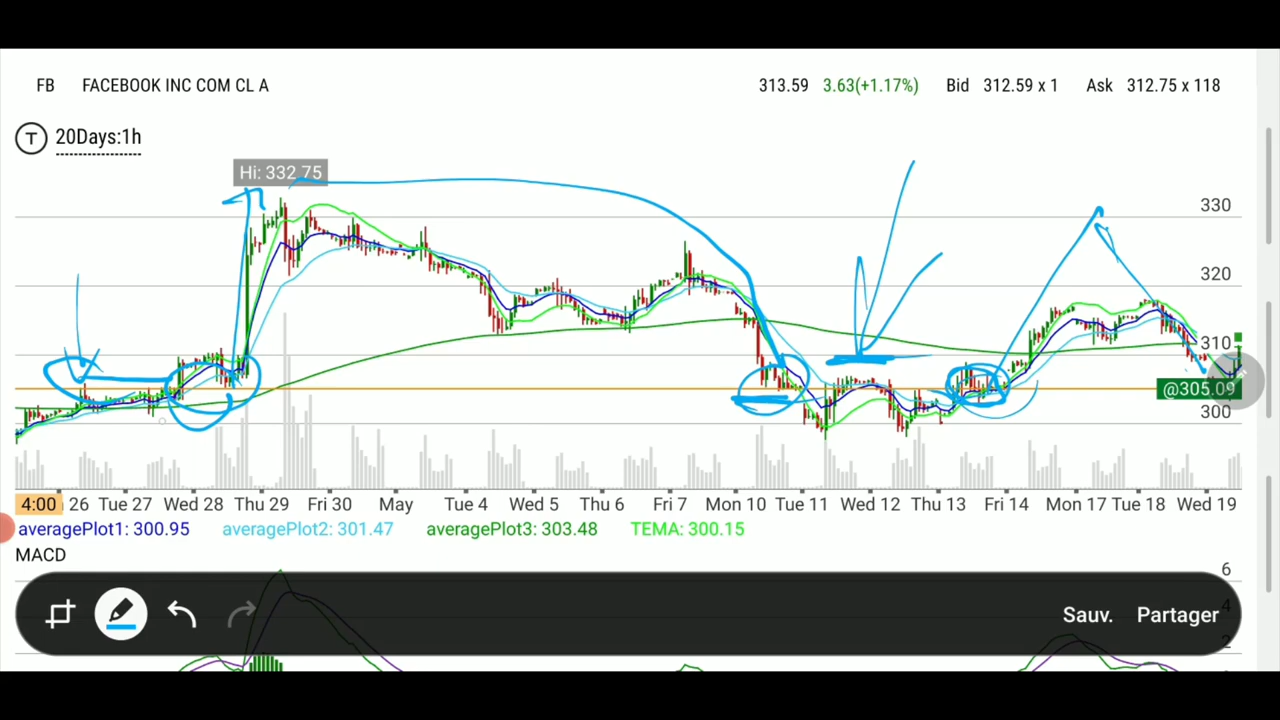 FB FACEBOOK INC COM CL A 313.59 3.63(+1.17%) Bid 312.59 x 1 Ask 312.75 x 118
T 20Days:1h
Hi: 332.75
330
320
310
@305.09
300
4:00 26 Tue 27 Wed 28 Thu 29 Fri 30 May Tue 4 Wed 5 Thu 6 Fri 7 Mon 10 Tue 11 Wed 12 Thu 13 Fri 14 Mon 17 Tue 18 Wed 19
averagePlot1: 300.95 averagePlot2: 301.47 averagePlot3: 303.48 TEMA: 300.15
MACD
6
4
Sauv. Partager
2